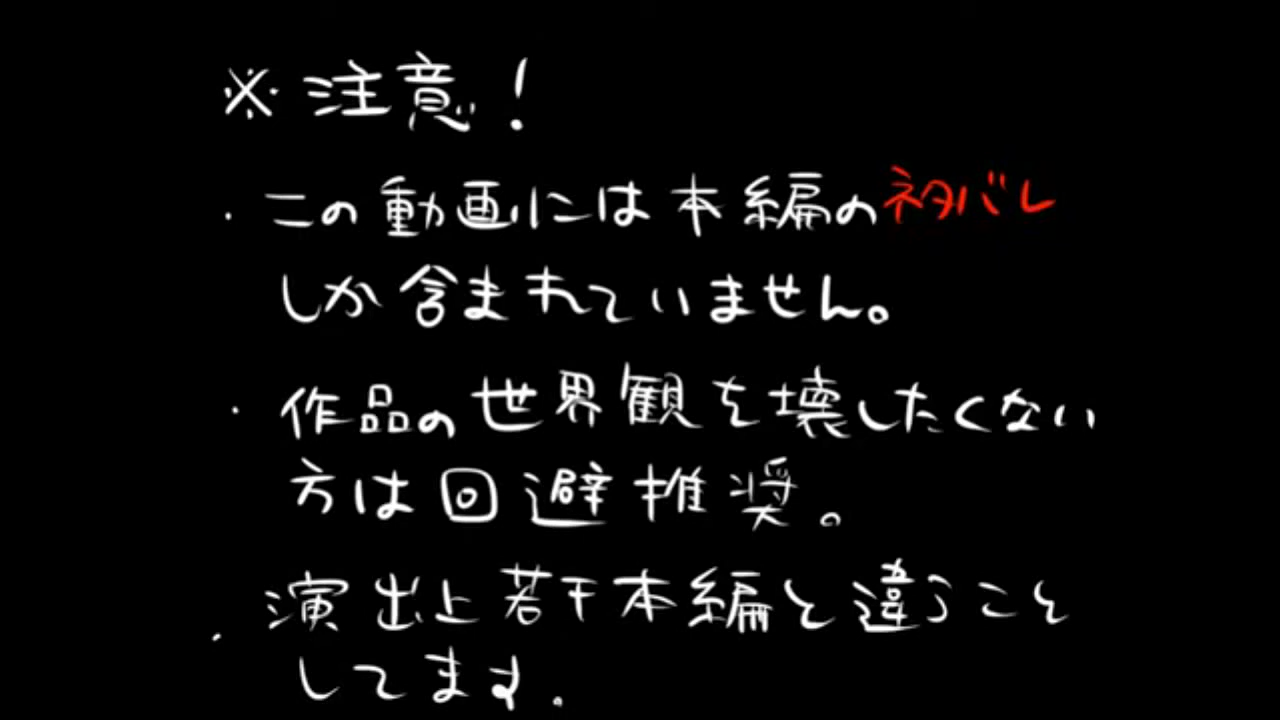 ※注意！
・この動画には本編のネタバレ
しか含まれていません。
・作品の世界観を壊したくない
方は回避推奨。
・演出上若干本編と違うこと
してます.